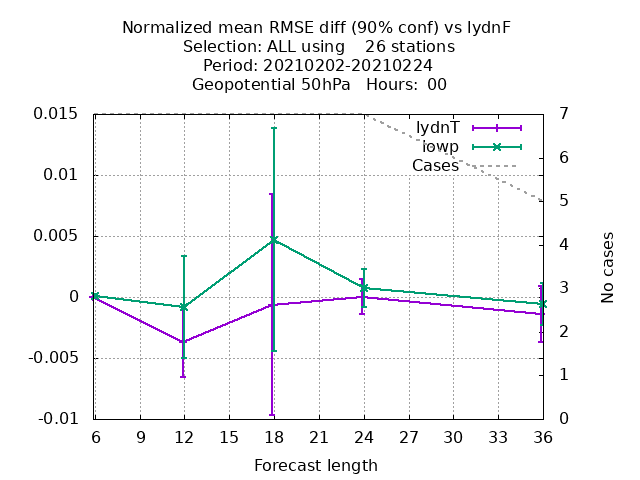 Normalized mean RMSE diff (90% conf) vs IydnF
Selection: ALL using    26 stations
Period: 20210202-20210224
Geopotential 50hPa   Hours:  00
0.015
0.01
0.005
0
-0.005
-0.01
7
6
5
4
3
2
1
0
IydnT
iowp
Cases
No cases
6 9 12 15 18 21 24 27 30 33 36
Forecast length